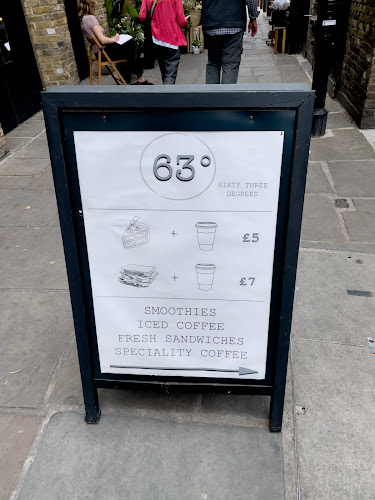 63°
SIXTY THREE
DEGREES
+ £5
+ £7
SMOOTHIES
ICED COFFEE
FRESH SANDWICHES
SPECIALITY COFFEE